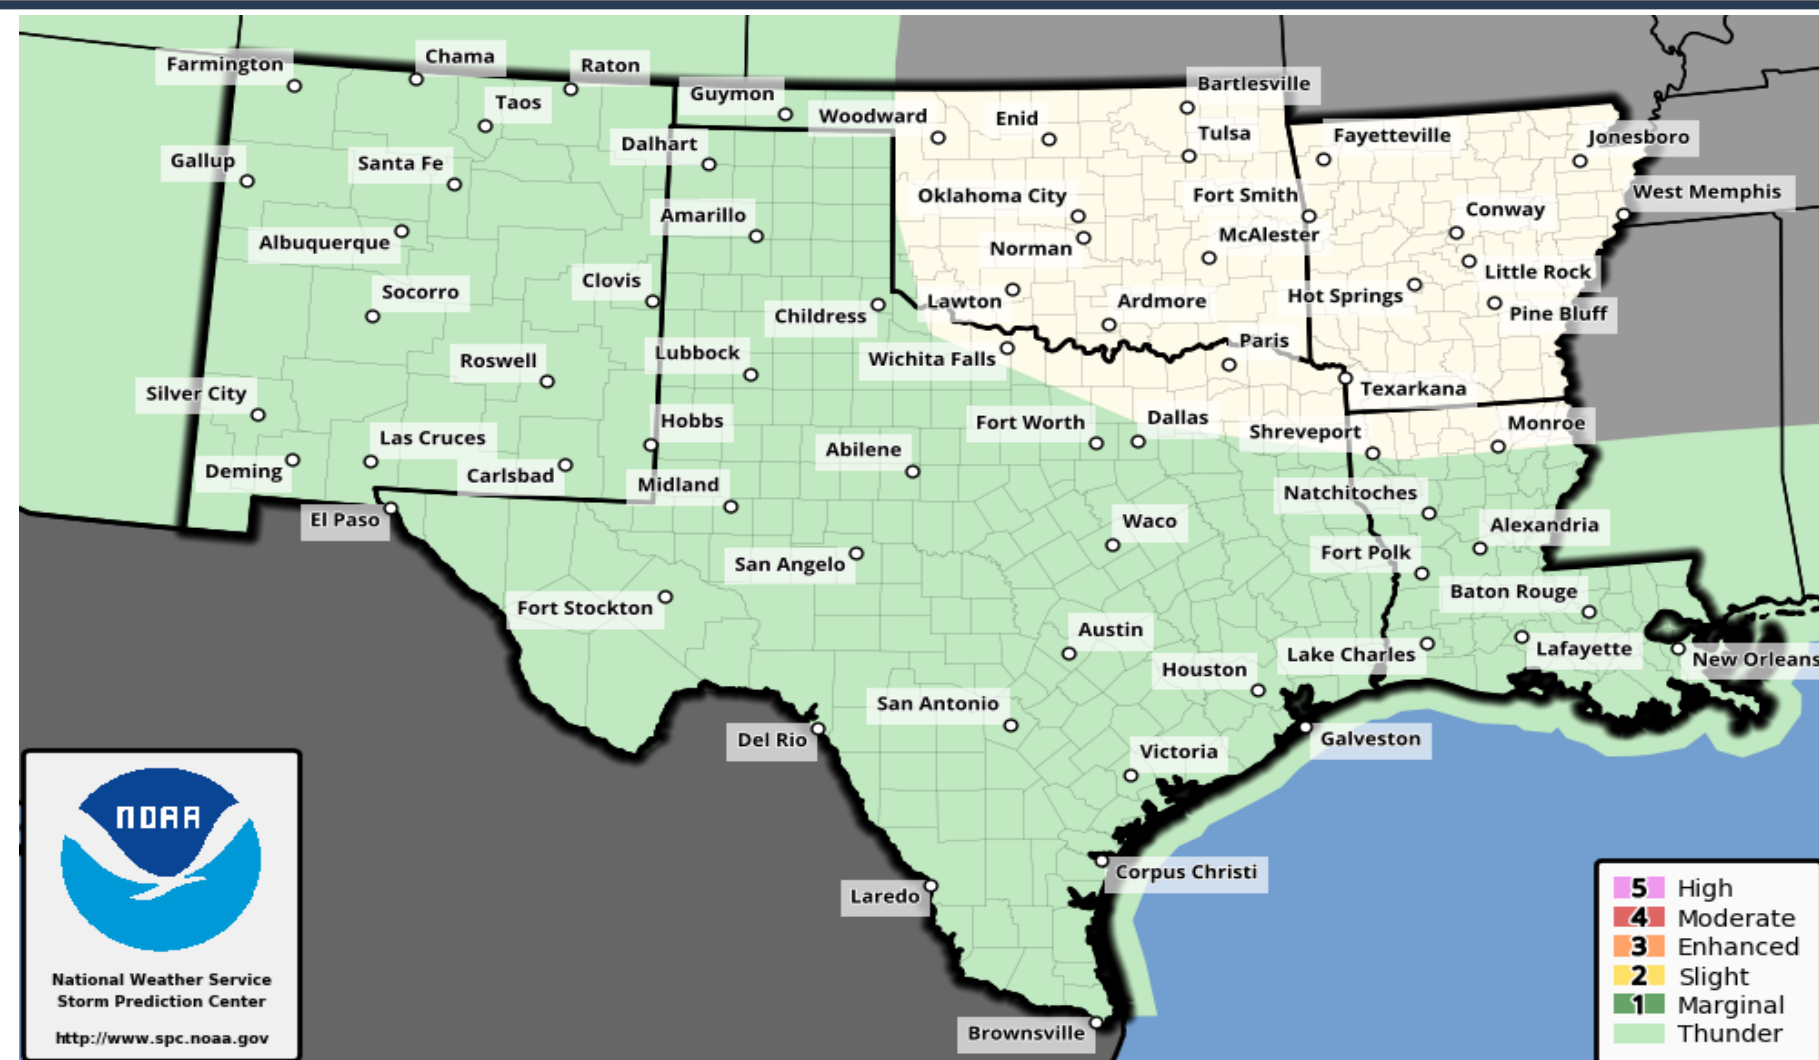 Farmington
Chama
Raton
Taos
Guymon
Woodward
Enid
Bartlesville
Tulsa
Fayetteville
Jonesboro
Gallup
Santa Fe
Dalhart
Oklahoma City
Fort Smith
Conway
West Memphis
Albuquerque
Amarillo
Norman
McAlester
Little Rock
Socorro
Clovis
Childress
Lawton
Ardmore
Hot Springs
Pine Bluff
Roswell
Lubbock
Wichita Falls
Paris
Texarkana
Silver City
Las Cruces
Hobbs
Abilene
Fort Worth
Dallas
Shreveport
Monroe
Deming
Carlsbad
Midland
Natchitoches
El Paso
San Angelo
Waco
Fort Polk
Alexandria
Fort Stockton
Baton Rouge
Austin
Houston
Lake Charles
Lafayette
New Orleans
San Antonio
Del Rio
Victoria
Galveston
Laredo
Corpus Christi
Brownsville
NOAA
National Weather Service
Storm Prediction Center
http://www.spc.noaa.gov
5 High
4 Moderate
3 Enhanced
2 Slight
1 Marginal
Thunder